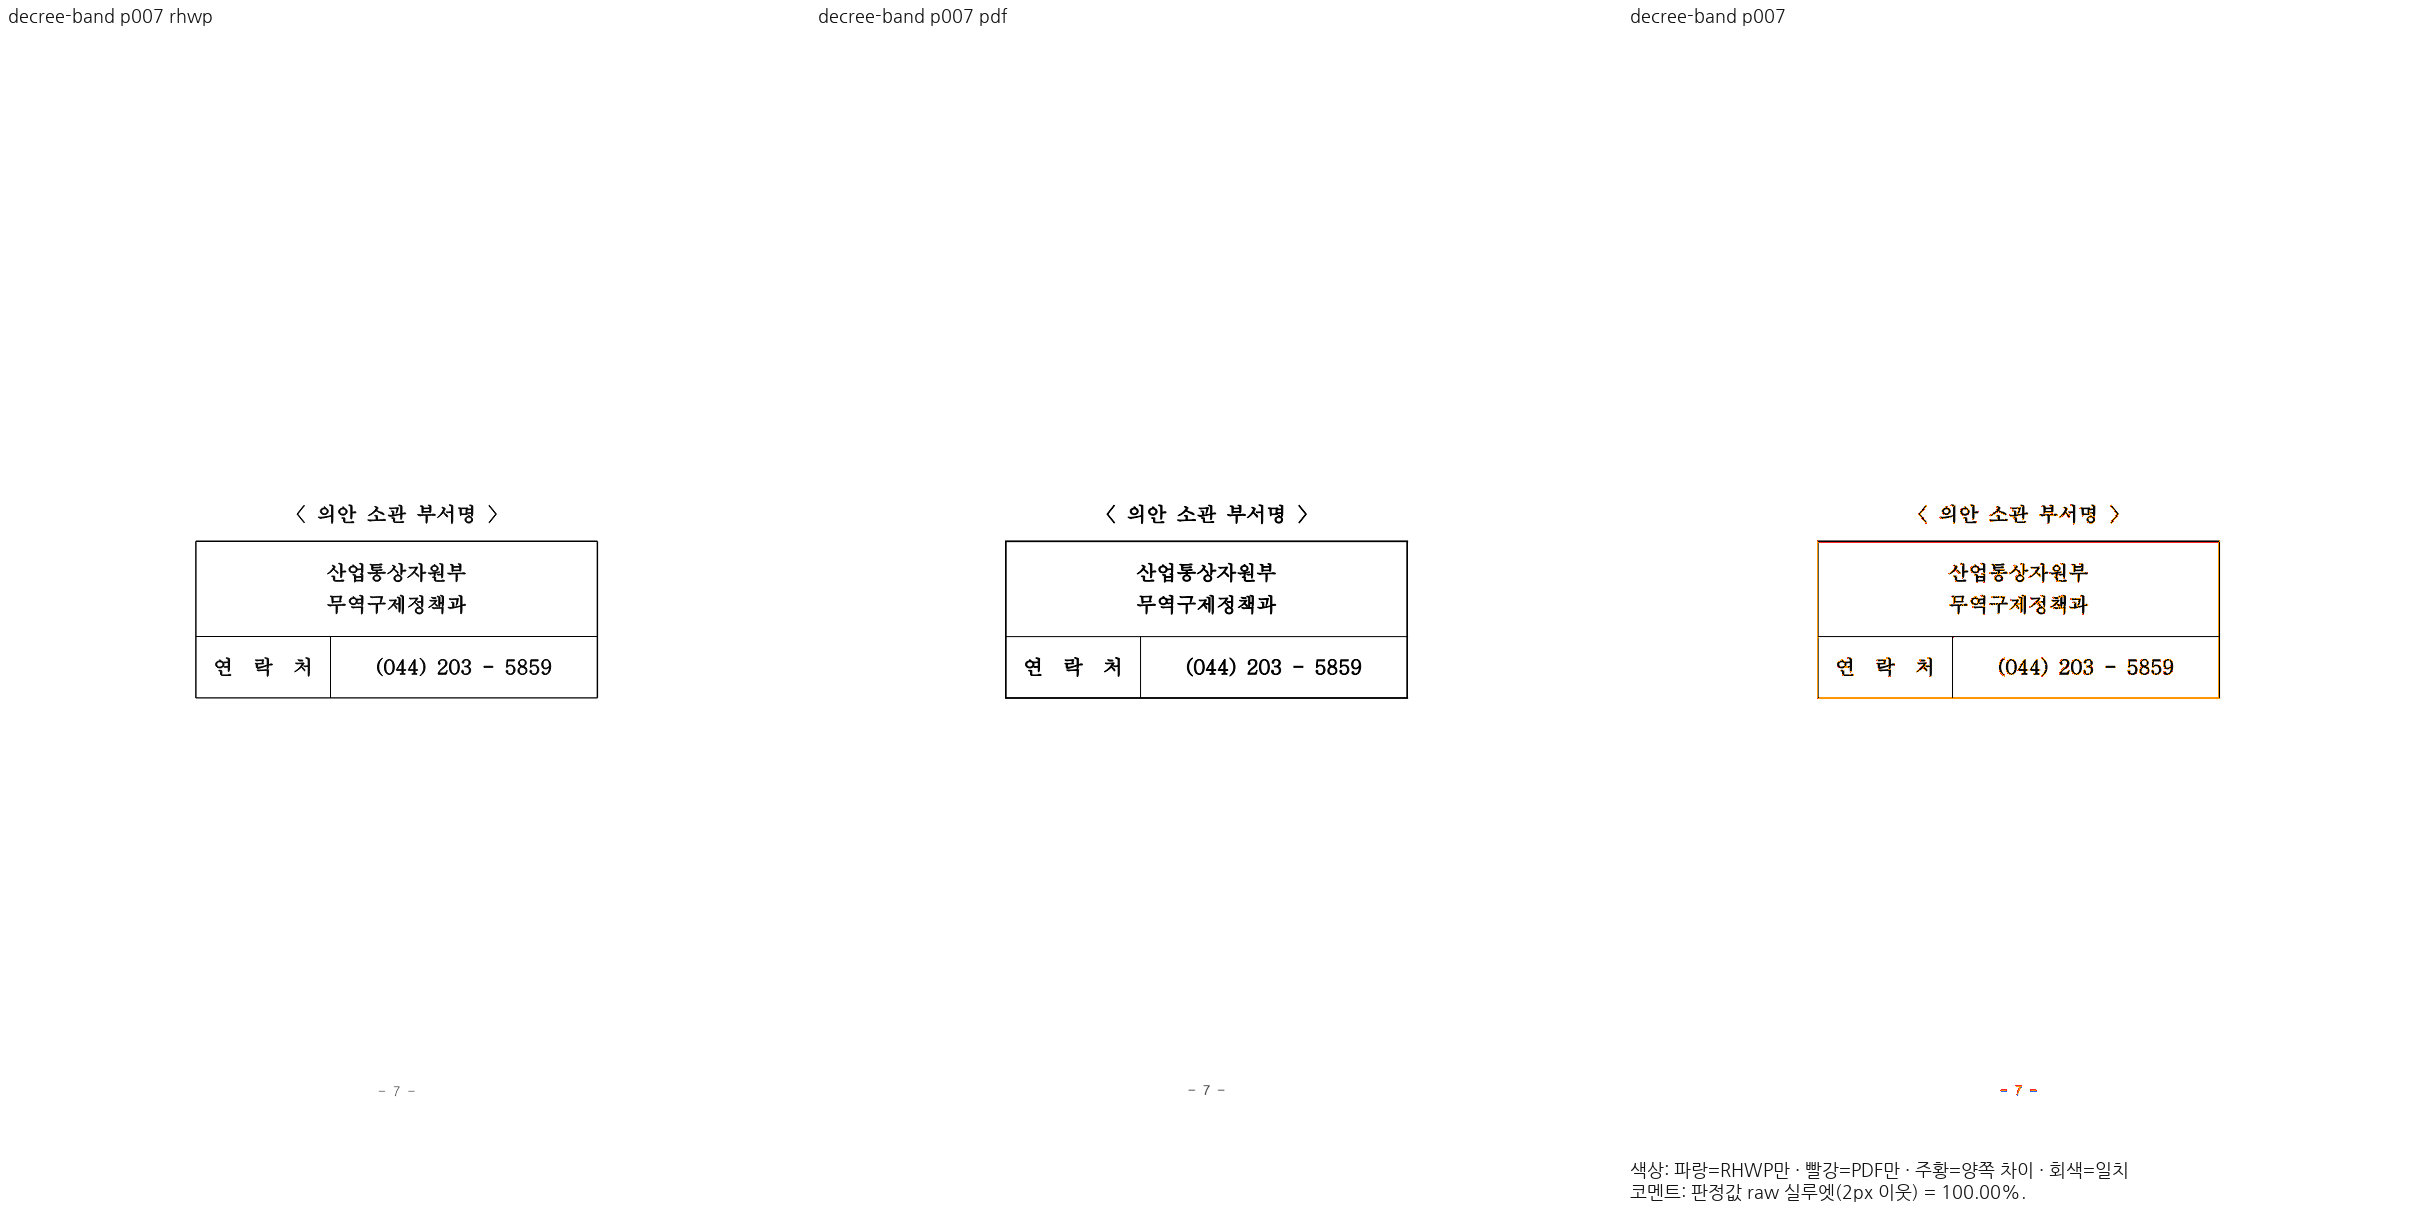 decree-band p007 rhwp
〈 의안 소관 부서명 〉
산업통상자원부
무역구제정책과
연 락 처
(044) 203 - 5859
- 7 -
decree-band p007 pdf
〈 의안 소관 부서명 〉
산업통상자원부
무역구제정책과
연 락 처
(044) 203 - 5859
- 7 -
decree-band p007
〈 의안 소관 부서명 〉
산업통상자원부
무역구제정책과
연 락 처
(044) 203 - 5859
- 7 -
색상: 파랑=RHWP만 · 빨강=PDF만 · 주황=양쪽 차이 · 회색=일치
코멘트: 판정값 raw 실루엣(2px 이웃) = 100.00%.